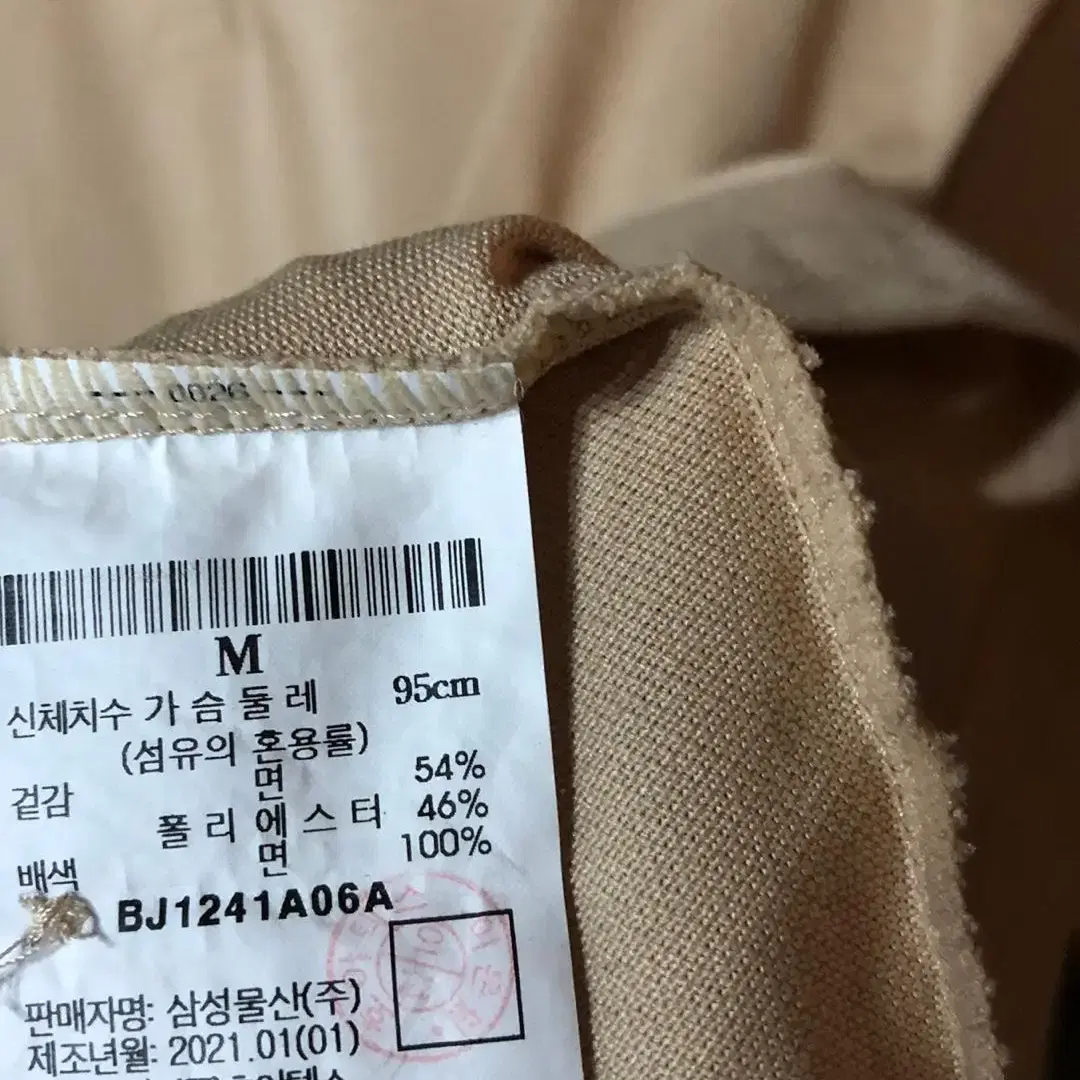 0026
M
신체치수 가 슴 둘 레 95cm
(섬유의 혼용률)
겉감 면 54%
폴 리 에 스 터 46%
배색 면 100%
BJ1241A06A
판매자명: 삼성물산(주)
제조년월: 2021.01(01)